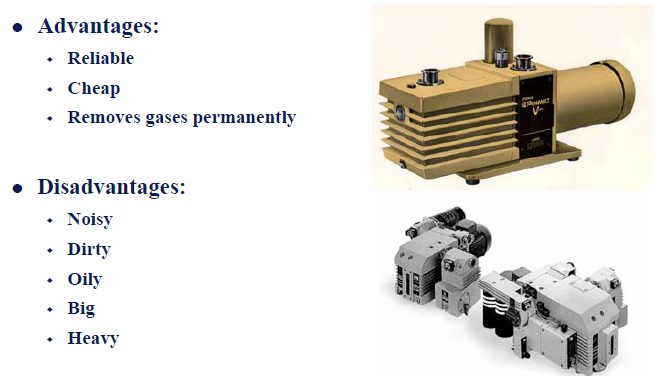 Advantages:
Reliable
Cheap
Removes gases permanently
Disadvantages:
Noisy
Dirty
Oily
Big
Heavy